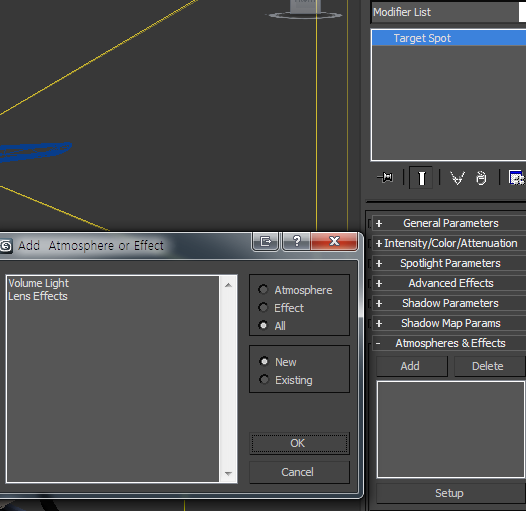 Modifier List
Target Spot
+ General Parameters
+ Intensity/Color/Attenuation
+ Spotlight Parameters
+ Advanced Effects
+ Shadow Parameters
+ Shadow Map Params
- Atmospheres & Effects
Add Delete
Setup
Add Atmosphere or Effect
Volume Light
Lens Effects
Atmosphere
Effect
All
New
Existing
OK
Cancel